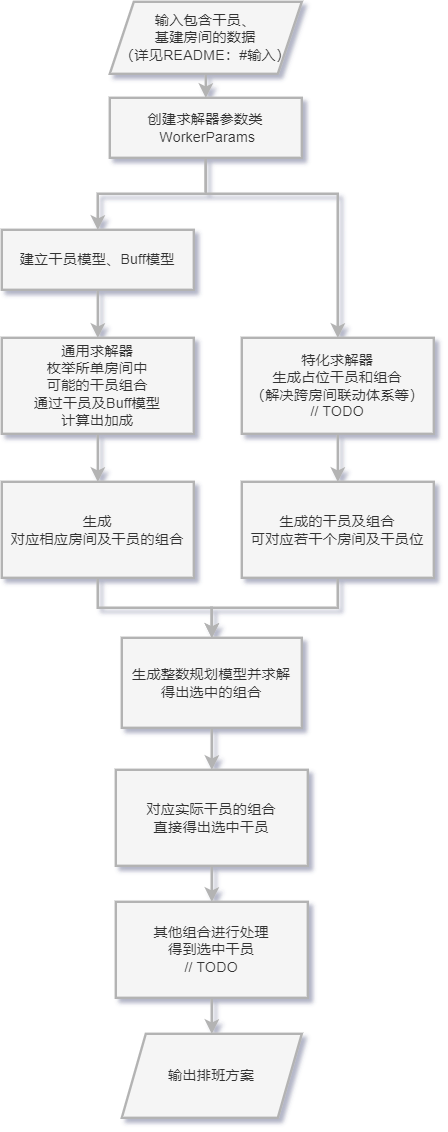 输入包含干员、
基建房间的数据
（详见README：#输入）
创建求解器参数类
WorkerParams
建立干员模型、Buff模型
通用求解器
枚举所单房间中
可能的干员组合
通过干员及Buff模型
计算出加成
特化求解器
生成占位干员和组合
（解决跨房间联动体系等）
// TODO
生成
对应相应房间及干员的组合
生成的干员及组合
可对应若干个房间及干员位
生成整数规划模型并求解
得出选中的组合
对应实际干员的组合
直接得出选中干员
其他组合进行处理
得到选中干员
// TODO
输出排班方案